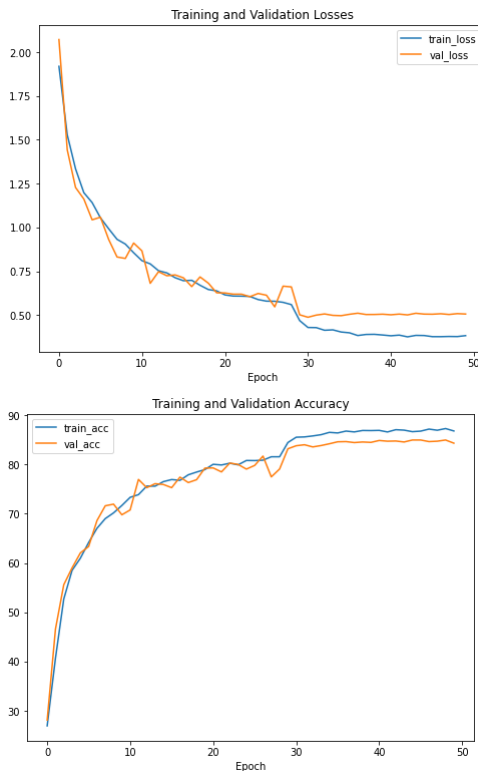 Training and Validation Losses
train_loss
val_loss
2.00
1.75
1.50
1.25
1.00
0.75
0.50
0 10 20 30 40 50
Epoch
Training and Validation Accuracy
train_acc
val_acc
90
80
70
60
50
40
30
0 10 20 30 40 50
Epoch